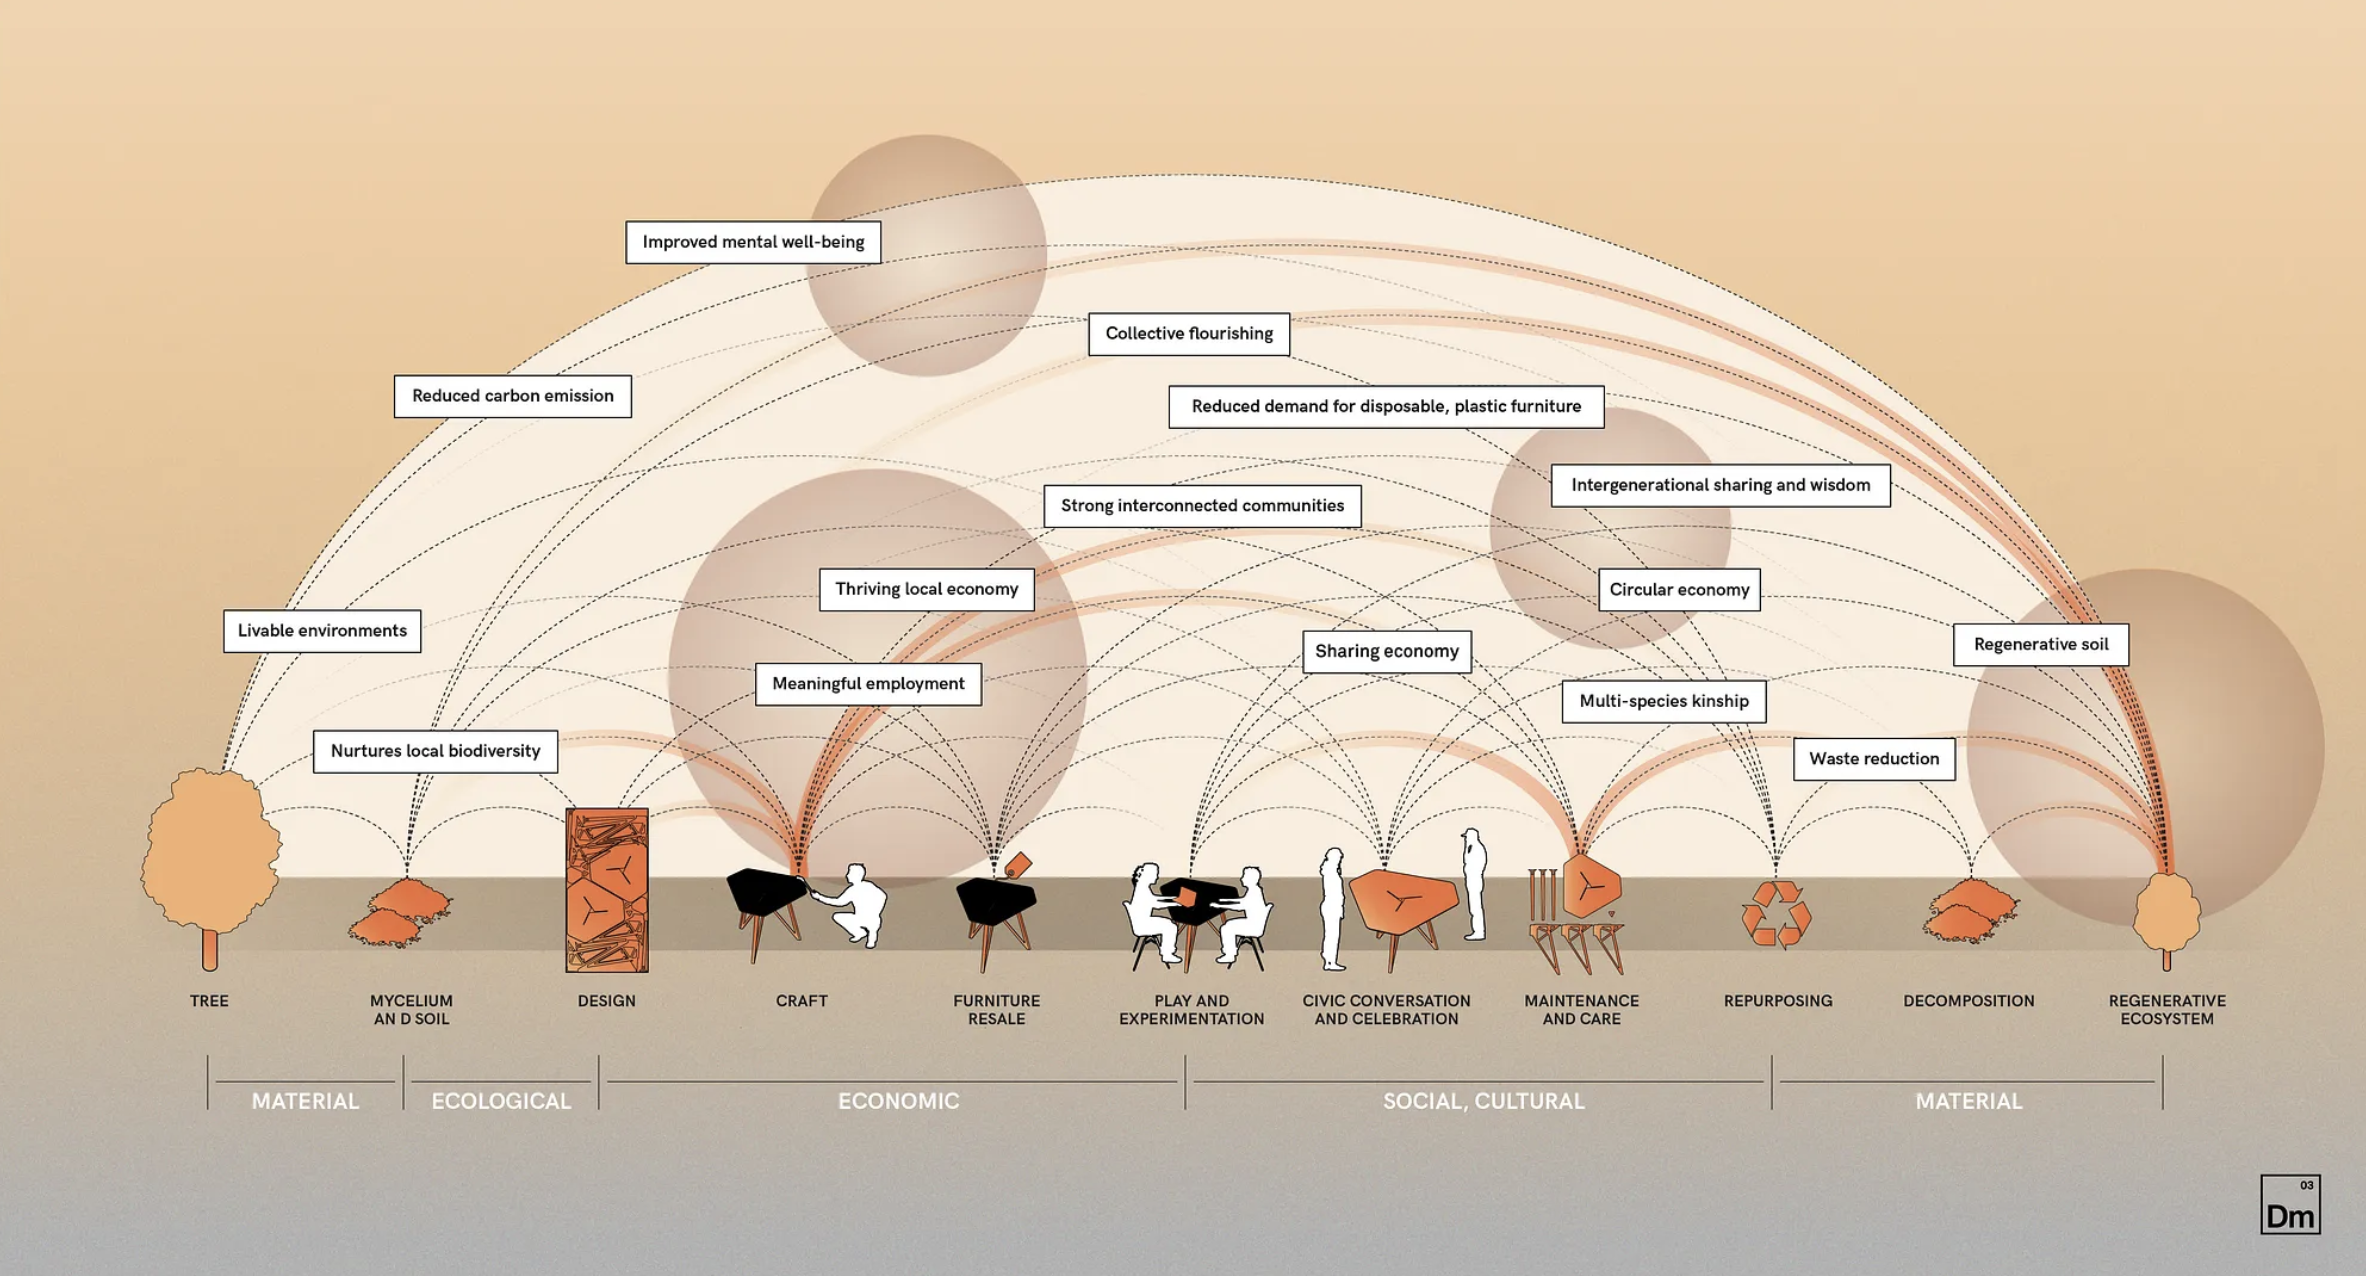 Improved mental well-being
Collective flourishing
Reduced carbon emission
Reduced demand for disposable, plastic furniture
Intergenerational sharing and wisdom
Strong interconnected communities
Thriving local economy
Circular economy
Livable environments
Regenerative soil
Sharing economy
Meaningful employment
Multi-species kinship
Nurtures local biodiversity
Waste reduction
TREE
MYCELIUM
AN D SOIL
DESIGN
CRAFT
FURNITURE
RESALE
PLAY AND
EXPERIMENTATION
CIVIC CONVERSATION
AND CELEBRATION
MAINTENANCE
AND CARE
REPURPOSING
DECOMPOSITION
REGENERATIVE
ECOSYSTEM
MATERIAL
ECOLOGICAL
ECONOMIC
SOCIAL, CULTURAL
MATERIAL
03
Dm